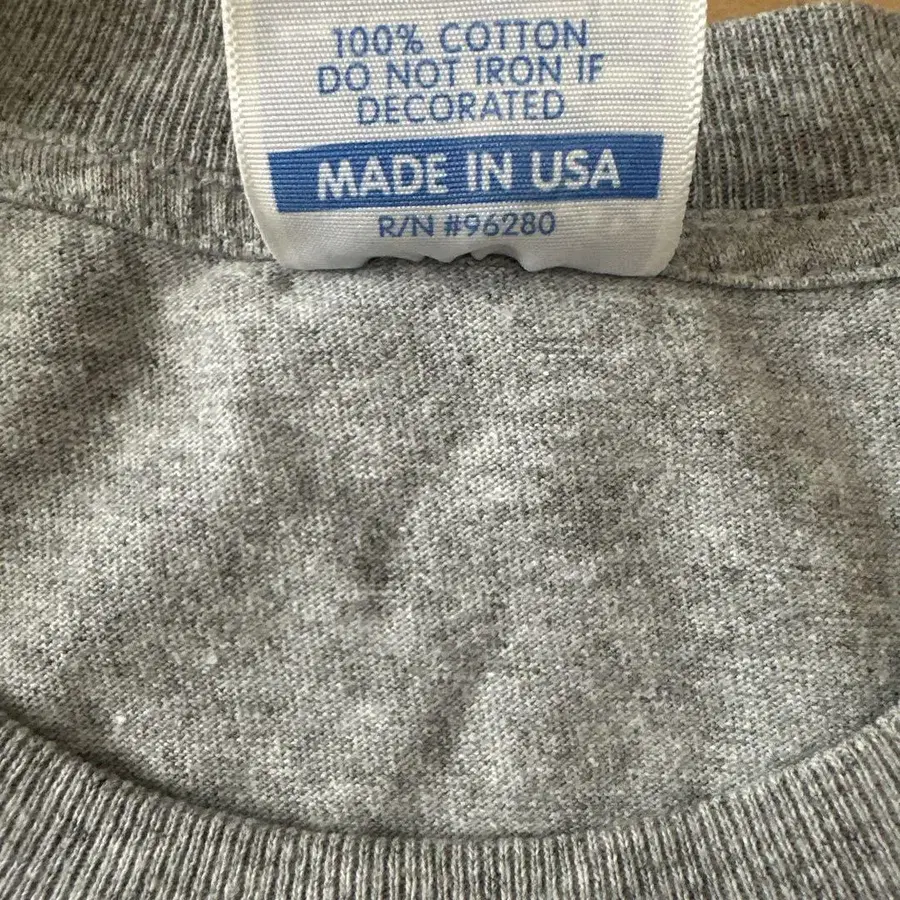 100% COTTON
DO NOT IRON IF
DECORATED
MADE IN USA
R/N #96280